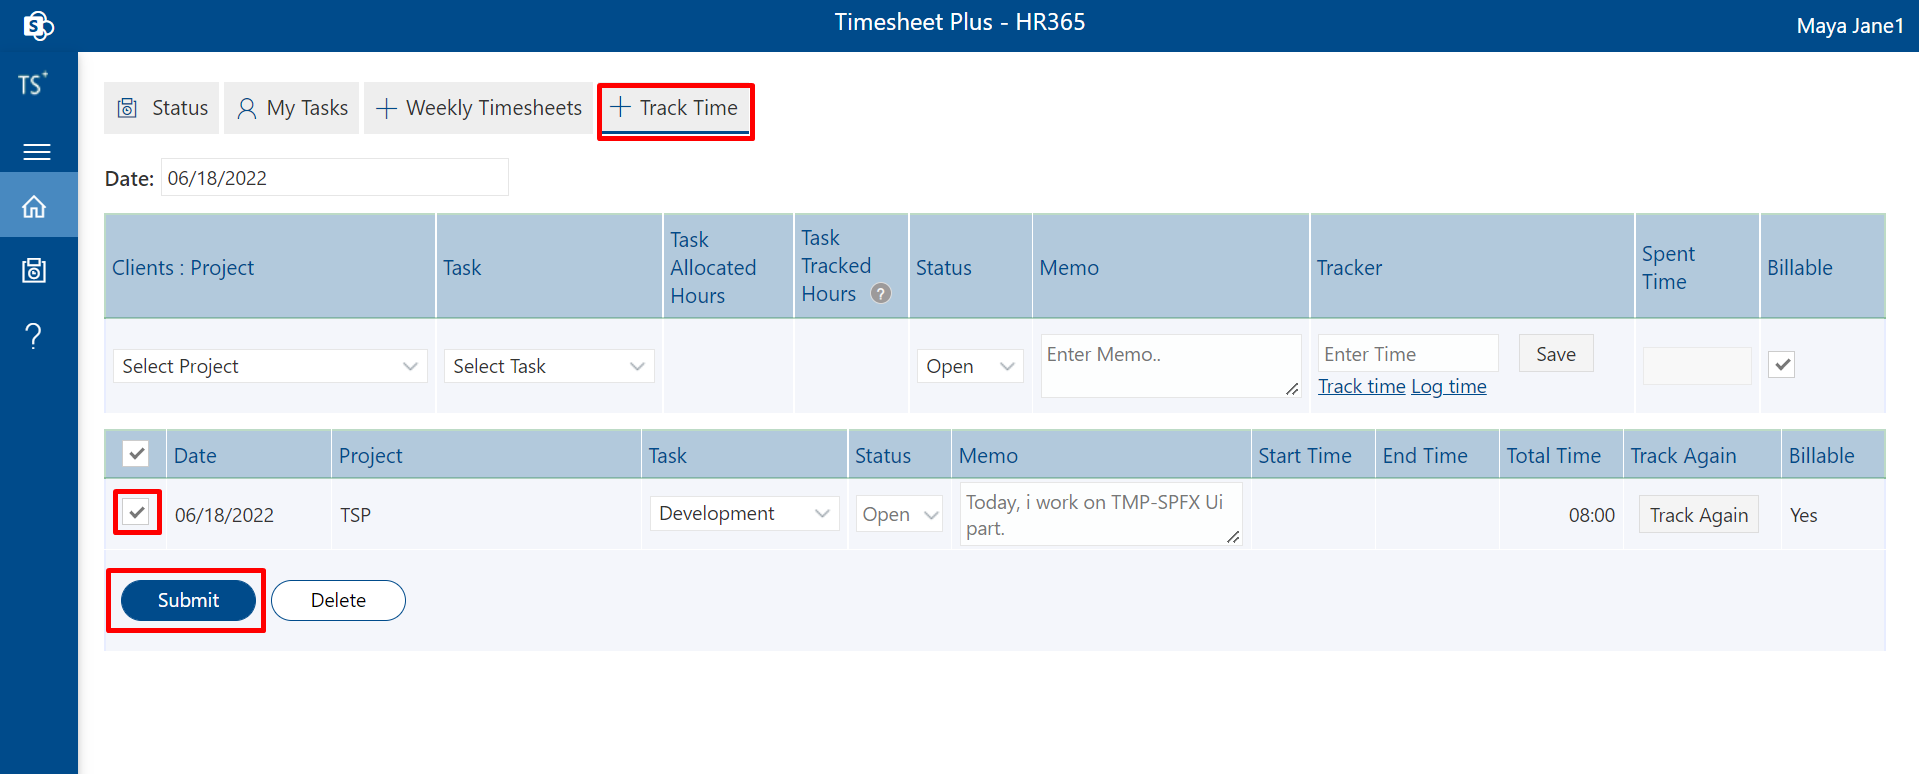 Timesheet Plus - HR365
Maya Jane1
TS+
Status
My Tasks
Weekly Timesheets
Track Time
Date: 06/18/2022
Clients : Project
Task
Task
Allocated
Hours
Task
Tracked
Hours ?
Status
Memo
Tracker
Spent
Time
Billable
Select Project
Select Task
Open
Enter Memo..
Enter Time
Save
Track time Log time
Date
Project
Task
Status
Memo
Start Time
End Time
Total Time
Track Again
Billable
06/18/2022
TSP
Development
Open
Today, i work on TMP-SPFX Ui
part.
08:00
Track Again
Yes
Submit
Delete